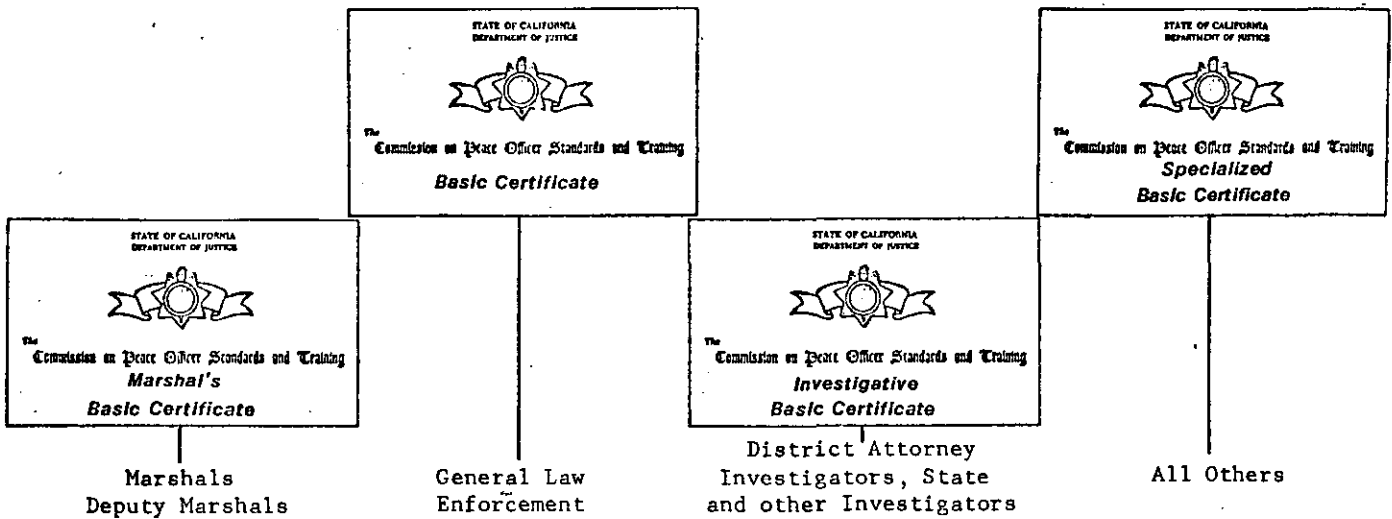 STATE OF CALIFORNIA
DEPARTMENT OF JUSTICE
The
Commission on Peace Officer Standards and Training
Basic Certificate
STATE OF CALIFORNIA
DEPARTMENT OF JUSTICE
The
Commission on Peace Officer Standards and Training
Specialized
Basic Certificate
STATE OF CALIFORNIA
DEPARTMENT OF JUSTICE
The
Commission on Peace Officer Standards and Training
Marshal's
Basic Certificate
STATE OF CALIFORNIA
DEPARTMENT OF JUSTICE
The
Commission on Peace Officer Standards and Training
Investigative
Basic Certificate
Marshals
Deputy Marshals
General Law
Enforcement
District Attorney
Investigators, State
and other Investigators
All Others